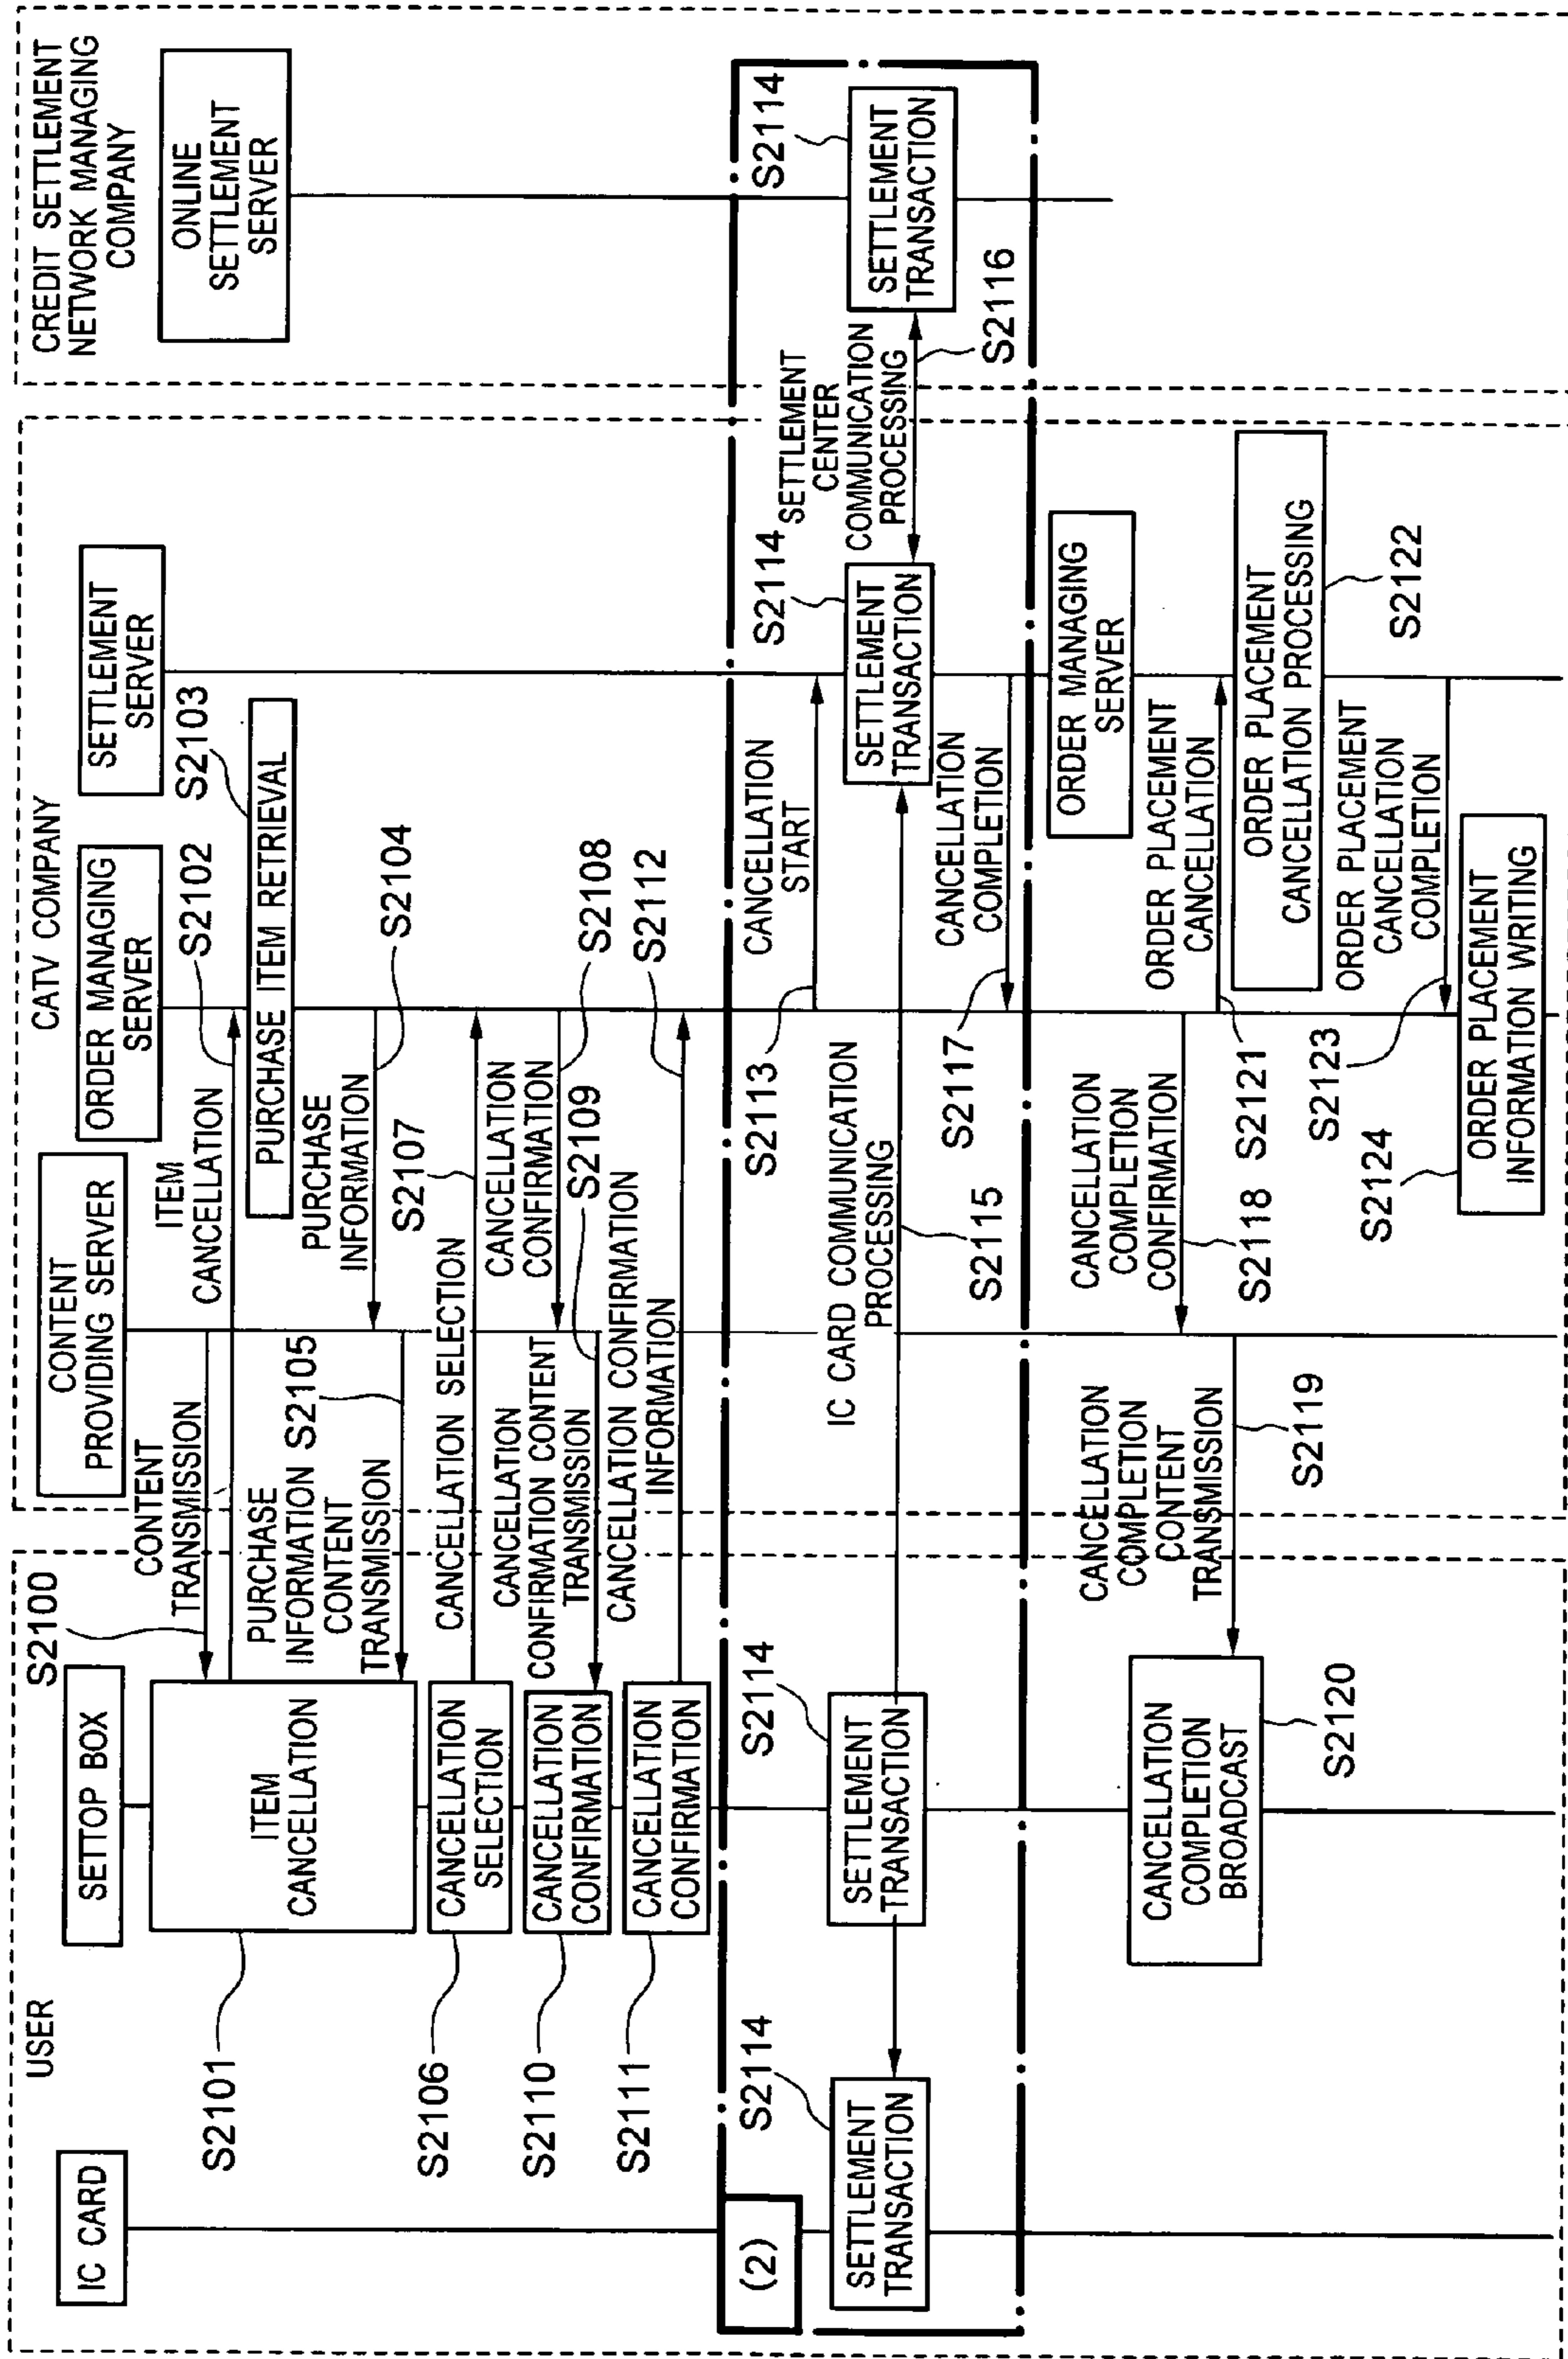 USER
CATV COMPANY
CREDIT SETTLEMENT
NETWORK MANAGING
COMPANY
IC CARD
SETTOP BOX
CONTENT
PROVIDING SERVER
ORDER MANAGING
SERVER
SETTLEMENT
SERVER
ONLINE
SETTLEMENT
SERVER
S2100
CONTENT
TRANSMISSION
S2101
ITEM
CANCELLATION
ITEM
CANCELLATION
S2102
S2103
PURCHASE ITEM RETRIEVAL
PURCHASE
INFORMATION
S2104
PURCHASE
INFORMATION
CONTENT
TRANSMISSION
S2105
S2106
CANCELLATION
SELECTION
CANCELLATION SELECTION
S2107
CANCELLATION
CONFIRMATION
S2108
CANCELLATION
CONFIRMATION CONTENT
TRANSMISSION
S2109
S2110
CANCELLATION
CONFIRMATION
S2111
CANCELLATION
CONFIRMATION
CANCELLATION CONFIRMATION
INFORMATION
S2112
(2)
S2113
CANCELLATION
START
S2114
SETTLEMENT
TRANSACTION
S2114
SETTLEMENT
TRANSACTION
IC CARD COMMUNICATION
PROCESSING
S2115
S2114
SETTLEMENT
TRANSACTION
SETTLEMENT
CENTER
COMMUNICATION
PROCESSING
S2116
S2114
SETTLEMENT
TRANSACTION
CANCELLATION
COMPLETION
S2117
ORDER MANAGING
SERVER
CANCELLATION
COMPLETION
CONFIRMATION
S2118
CANCELLATION
COMPLETION
CONTENT
TRANSMISSION
S2119
CANCELLATION
COMPLETION
BROADCAST
S2120
ORDER PLACEMENT
CANCELLATION
S2121
ORDER PLACEMENT
CANCELLATION PROCESSING
S2122
ORDER PLACEMENT
CANCELLATION
COMPLETION
S2123
S2124
ORDER PLACEMENT
INFORMATION WRITING